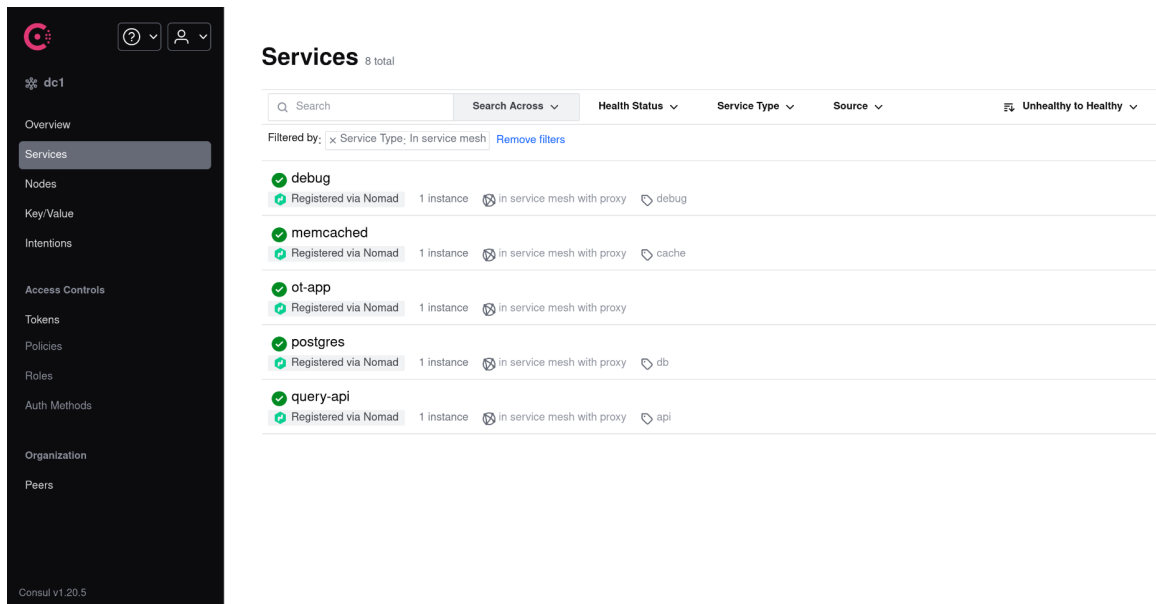 dc1
Overview
Services
Nodes
Key/Value
Intentions
Access Controls
Tokens
Policies
Roles
Auth Methods
Organization
Peers
Consul v1.20.5
Services 8 total
Search Search Across Health Status Service Type Source Unhealthy to Healthy
Filtered by: × Service Type: In service mesh Remove filters
debug
Registered via Nomad 1 instance in service mesh with proxy debug
memcached
Registered via Nomad 1 instance in service mesh with proxy cache
ot-app
Registered via Nomad 1 instance in service mesh with proxy
postgres
Registered via Nomad 1 instance in service mesh with proxy db
query-api
Registered via Nomad 1 instance in service mesh with proxy api